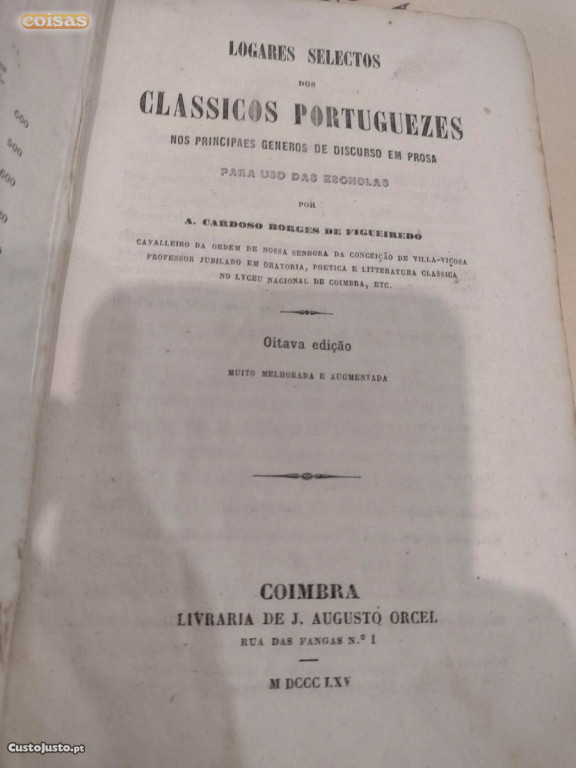 coisas
LOGARES SELECTOS
DOS
CLASSICOS PORTUGUEZES
NOS PRINCIPAES GENEROS DE DISCURSO EM PROSA
PARA USO DAS ESCHOLAS
POR
A. CARDOSO BORGES DE FIGUEIREDO
CAVALLEIRO DA ORDEM DE NOSSA SENHORA DA CONCEIÇÃO DE VILLA-VIÇOSA
PROFESSOR JUBILADO EM ORATORIA, POETICA E LITTERATURA CLASSICA
NO LYCEU NACIONAL DE COIMBRA, ETC.
Oitava edição
MUITO MELHORADA E AUGMENTADA
COIMBRA
LIVRARIA DE J. AUGUSTO ORCEL
RUA DAS FANGAS N.º 1
M DCCC LXV
600
500
600
CustoJusto.pt